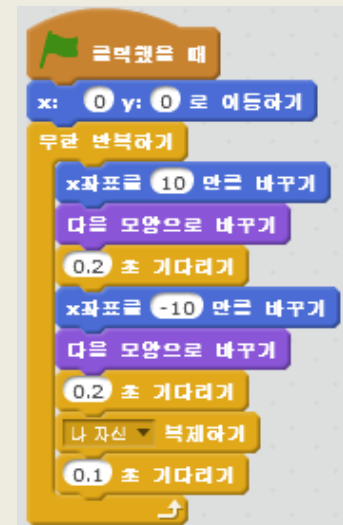 클릭했을 때
x: 0 y: 0 로 이동하기
무한 반복하기
x좌표를 10 만큼 바꾸기
다음 모양으로 바꾸기
0.2 초 기다리기
x좌표를 -10 만큼 바꾸기
다음 모양으로 바꾸기
0.2 초 기다리기
나 자신 복제하기
0.1 초 기다리기